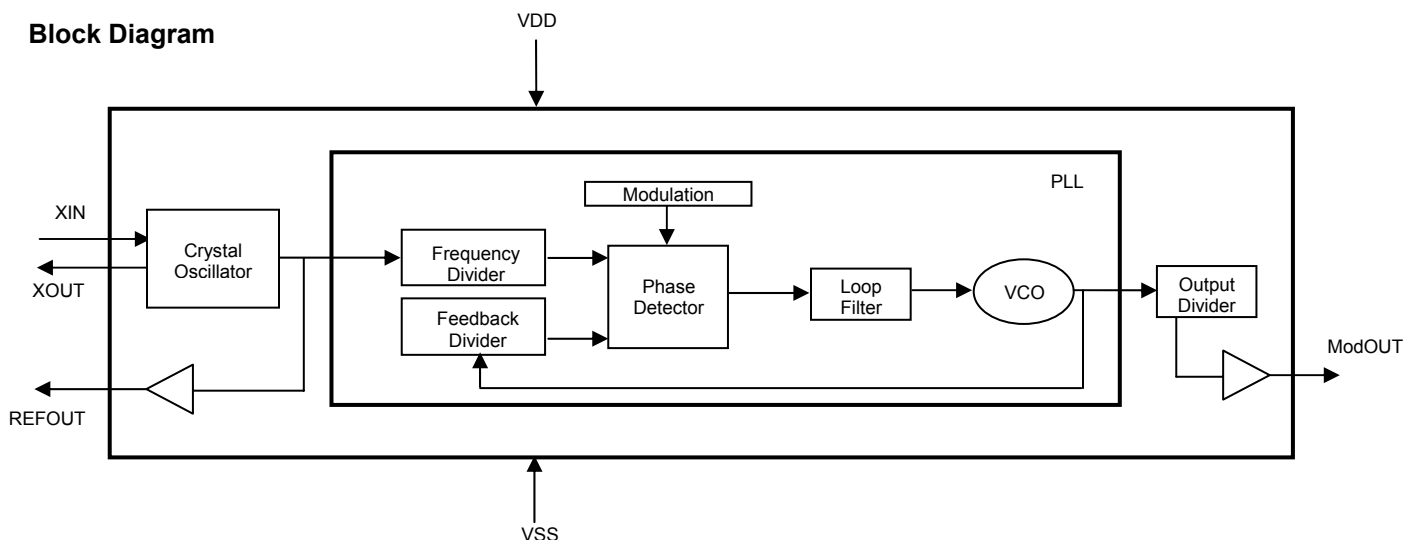 Block Diagram
VDD
PLL
Modulation
XIN
Crystal
Oscillator
XOUT
Frequency
Divider
Feedback
Divider
Phase
Detector
Loop
Filter
VCO
Output
Divider
ModOUT
REFOUT
VSS